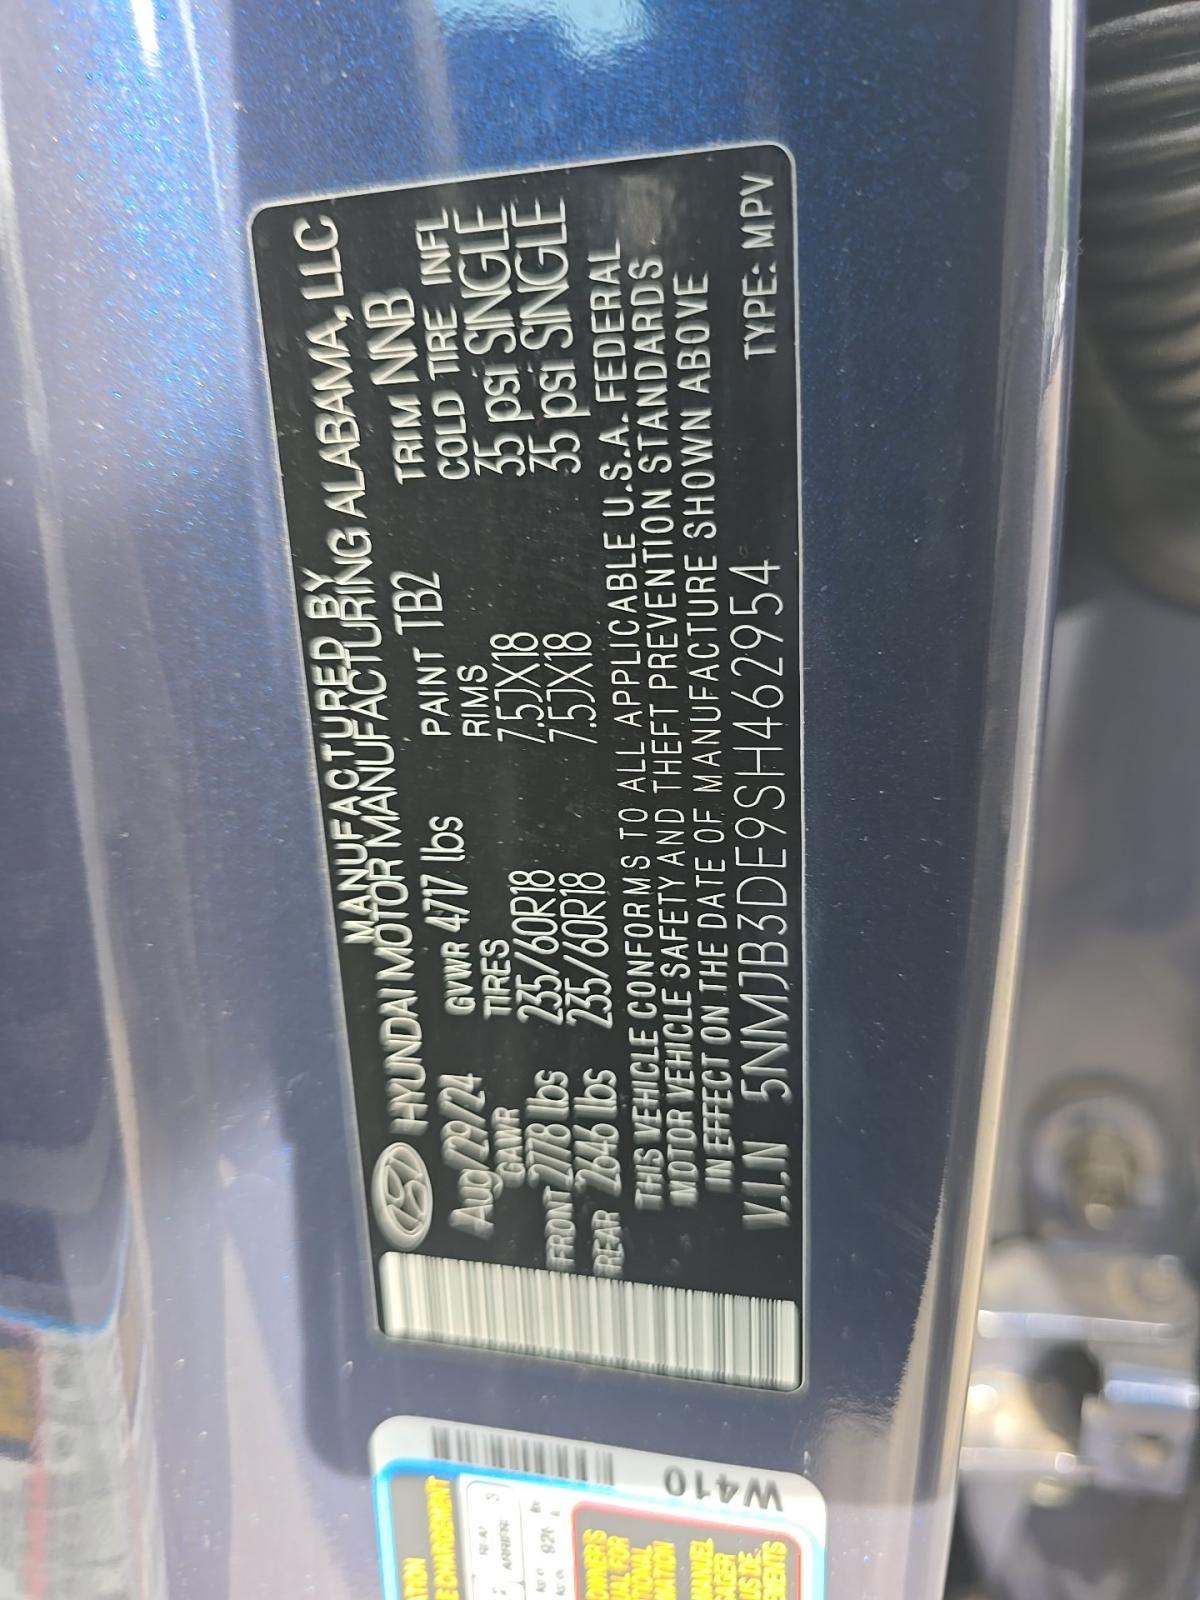 MANUFACTURED BY
HYUNDAI MOTOR MANUFACTURING ALABAMA, LLC
Aug/29/24 GVWR 4717 lbs PAINT TB2 TRIM NNB
GAWR TIRES RIMS COLD TIRE INFL
FRONT 2778 lbs 235/60R18 7.5JX18 35 psi SINGLE
REAR 2646 lbs 235/60R18 7.5JX18 35 psi SINGLE
THIS VEHICLE CONFORMS TO ALL APPLICABLE U.S.A. FEDERAL
MOTOR VEHICLE SAFETY AND THEFT PREVENTION STANDARDS
IN EFFECT ON THE DATE OF MANUFACTURE SHOWN ABOVE
V.I.N 5NMJB3DE9SH462954 TYPE: MPV
W410